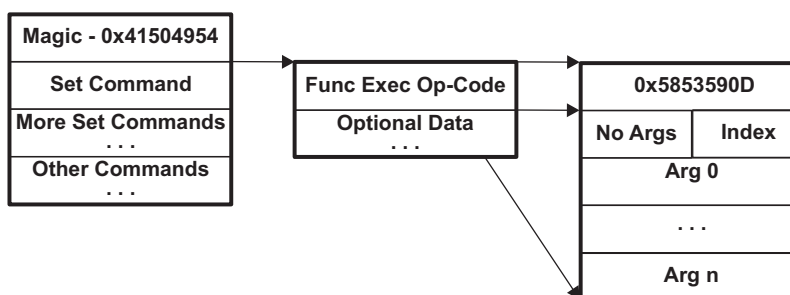 Magic - 0x41504954
Set Command
More Set Commands
. . .
Other Commands
. . .
Func Exec Op-Code
Optional Data
. . .
0x5853590D
No Args Index
Arg 0
. . .
Arg n